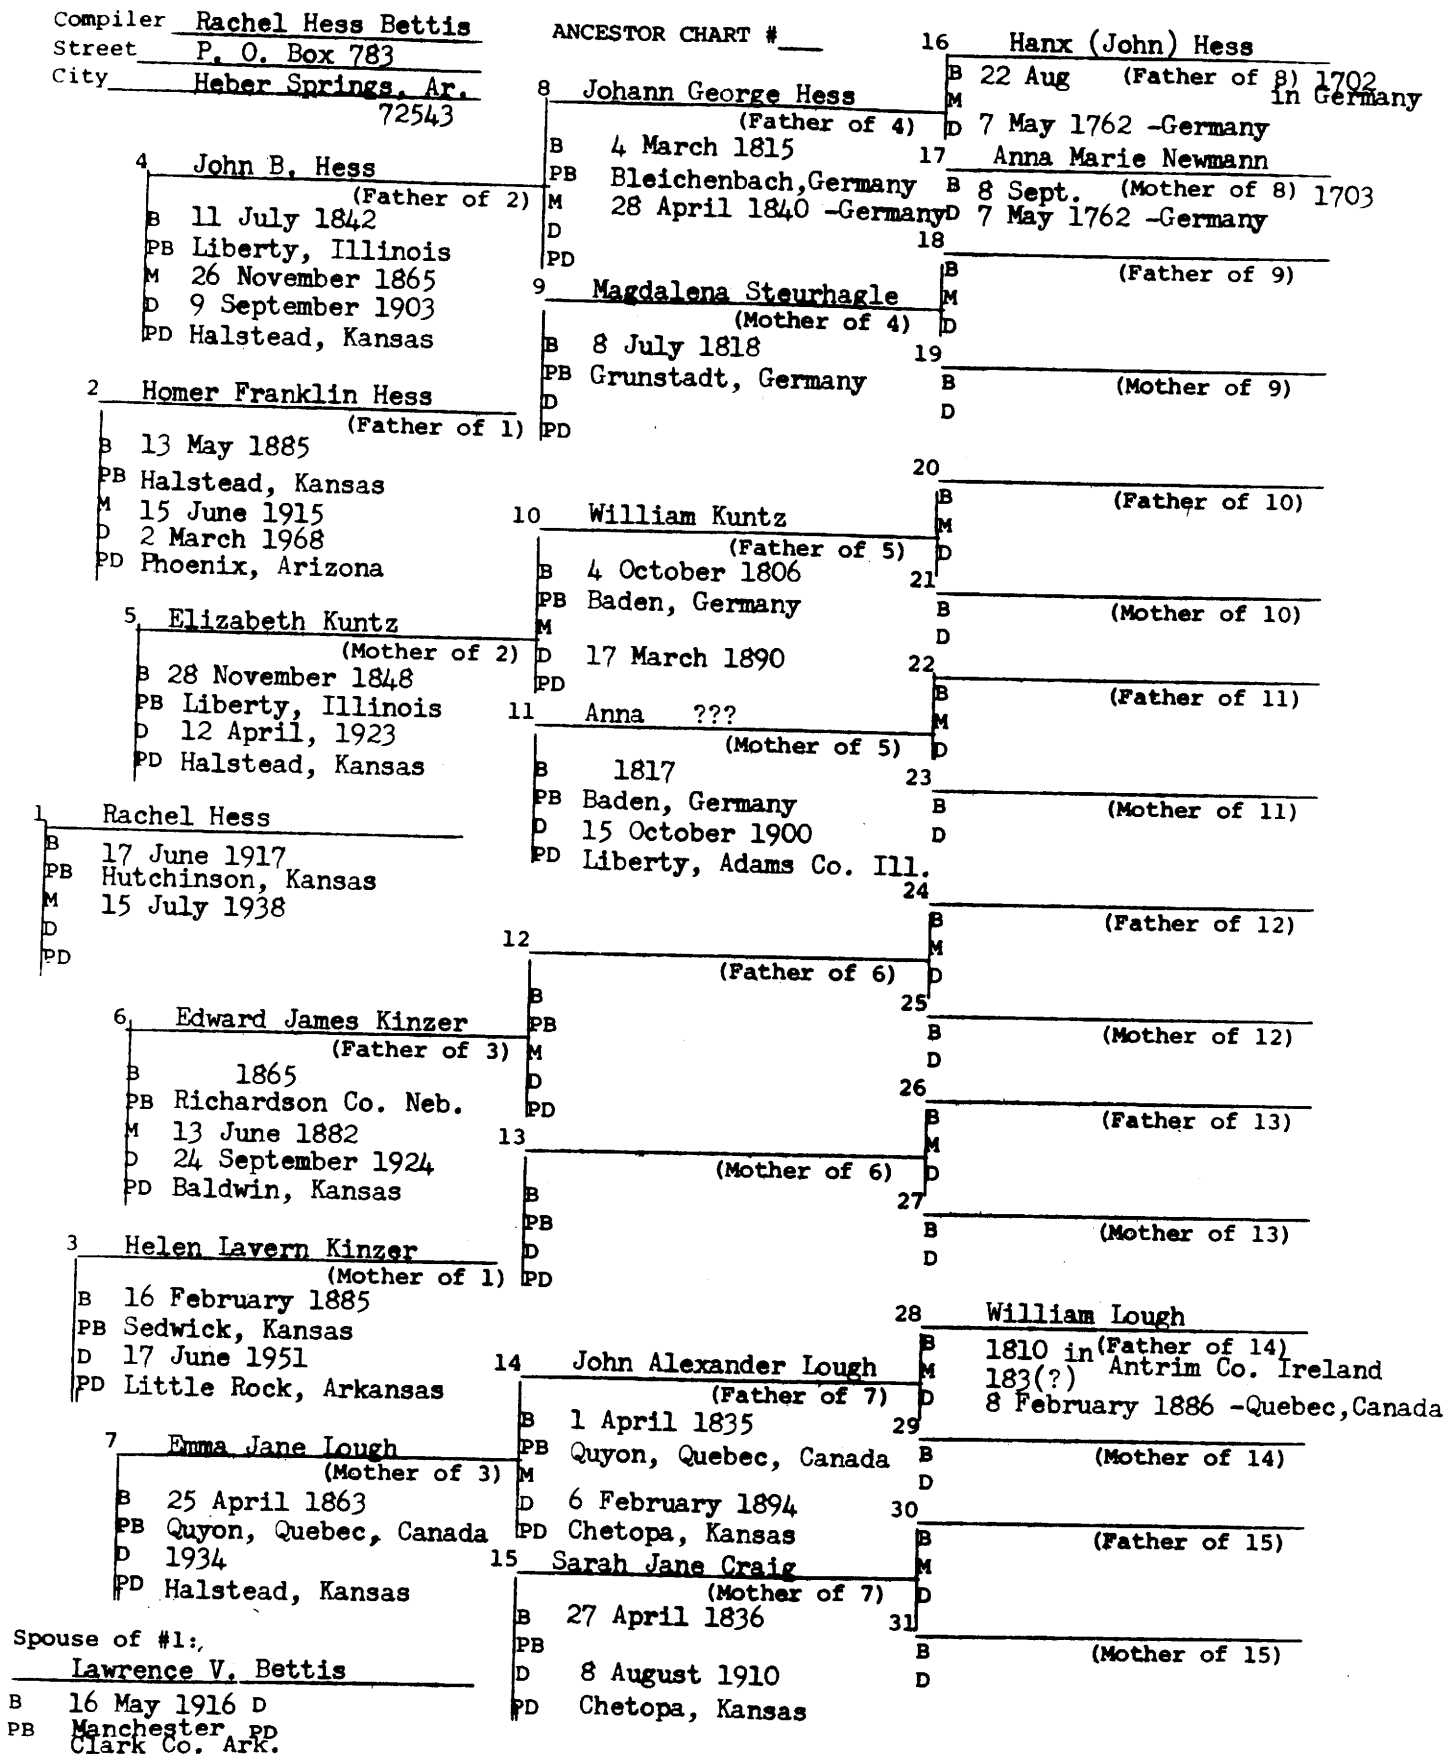 Compiler Rachel Hess Bettis
Street P. O. Box 783
City Heber Springs, Ar.
72543
ANCESTOR CHART #
4 John B. Hess
(Father of 2)
B 11 July 1842
PB Liberty, Illinois
M 26 November 1865
D 9 September 1903
PD Halstead, Kansas
2 Homer Franklin Hess
(Father of 1)
B 13 May 1885
PB Halstead, Kansas
M 15 June 1915
D 2 March 1968
PD Phoenix, Arizona
5 Elizabeth Kuntz
(Mother of 2)
B 28 November 1848
PB Liberty, Illinois
D 12 April, 1923
PD Halstead, Kansas
1 Rachel Hess
B 17 June 1917
PB Hutchinson, Kansas
M 15 July 1938
D
PD
6 Edward James Kinzer
(Father of 3)
B 1865
PB Richardson Co. Neb.
M 13 June 1882
D 24 September 1924
PD Baldwin, Kansas
3 Helen Lavern Kinzer
(Mother of 1)
B 16 February 1885
PB Sedwick, Kansas
D 17 June 1951
PD Little Rock, Arkansas
7 Emma Jane Lough
(Mother of 3)
B 25 April 1863
PB Quyon, Quebec, Canada
D 1934
PD Halstead, Kansas
Spouse of #1:
Lawrence V. Bettis
B 16 May 1916 D
PB Manchester PD
Clark Co. Ark.
8 Johann George Hess
(Father of 4)
B 4 March 1815
PB Bleichenbach,Germany
M 28 April 1840 -Germany
D
PD
9 Magdalena Steurhagle
(Mother of 4)
B 8 July 1818
PB Grunstadt, Germany
D
PD
10 William Kuntz
(Father of 5)
B 4 October 1806
PB Baden, Germany
M
D 17 March 1890
PD
11 Anna ???
(Mother of 5)
B 1817
PB Baden, Germany
D 15 October 1900
PD Liberty, Adams Co. Ill.
12
(Father of 6)
B
PB
M
D
PD
13
(Mother of 6)
B
PB
D
PD
14 John Alexander Lough
(Father of 7)
B 1 April 1835
PB Quyon, Quebec, Canada
M
D 6 February 1894
PD Chetopa, Kansas
15 Sarah Jane Craig
(Mother of 7)
B 27 April 1836
PB
D 8 August 1910
PD Chetopa, Kansas
16 Hanx (John) Hess
B 22 Aug (Father of 8) 1702
in Germany
M
D 7 May 1762 -Germany
17 Anna Marie Newmann
B 8 Sept. (Mother of 8) 1703
D 7 May 1762 -Germany
18
B (Father of 9)
M
D
19
B (Mother of 9)
D
20
B (Father of 10)
M
D
21
B (Mother of 10)
D
22
B (Father of 11)
M
D
23
B (Mother of 11)
D
24
B (Father of 12)
M
D
25
B (Mother of 12)
D
26
B (Father of 13)
M
D
27
B (Mother of 13)
D
28 William Lough
B 1810 in (Father of 14)
Antrim Co. Ireland
M 183(?)
D 8 February 1886 -Quebec,Canada
29
B (Mother of 14)
D
30
B (Father of 15)
M
D
31
B (Mother of 15)
D